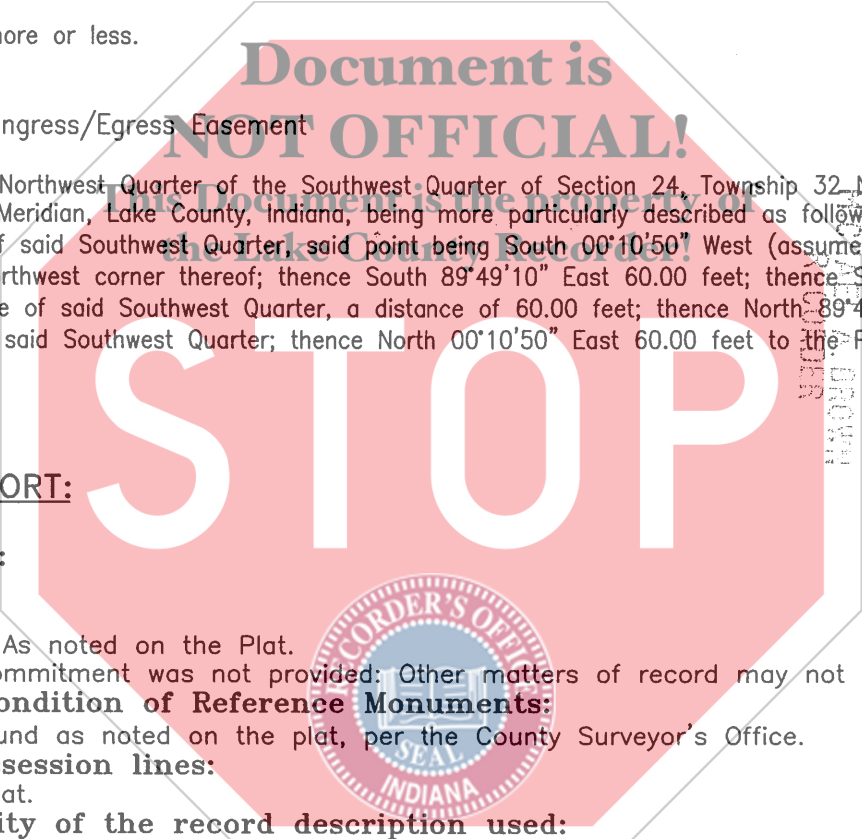 nore or less.
Document is
NOT OFFICIAL!
This Document is the property of
the Lake County Recorder!
ngress/Egress Easement
Northwest Quarter of the Southwest Quarter of Section 24, Township 32
Meridian, Lake County, Indiana, being more particularly described as follow
f said Southwest Quarter, said point being South 00°10'50" West (assume
rthwest corner thereof; thence South 89°49'10" East 60.00 feet; thence S
e of said Southwest Quarter, a distance of 60.00 feet; thence North 89°4
said Southwest Quarter; thence North 00°10'50" East 60.00 feet to the P
RECORDER
STOP
ORT:
:
As noted on the Plat.
ommitment was not provided: Other matters of record may not
ondition of Reference Monuments:
und as noted on the plat, per the County Surveyor's Office.
session lines:
at.
ity of the record description used:
RECORDER'S OFFICE
SEAL
INDIANA